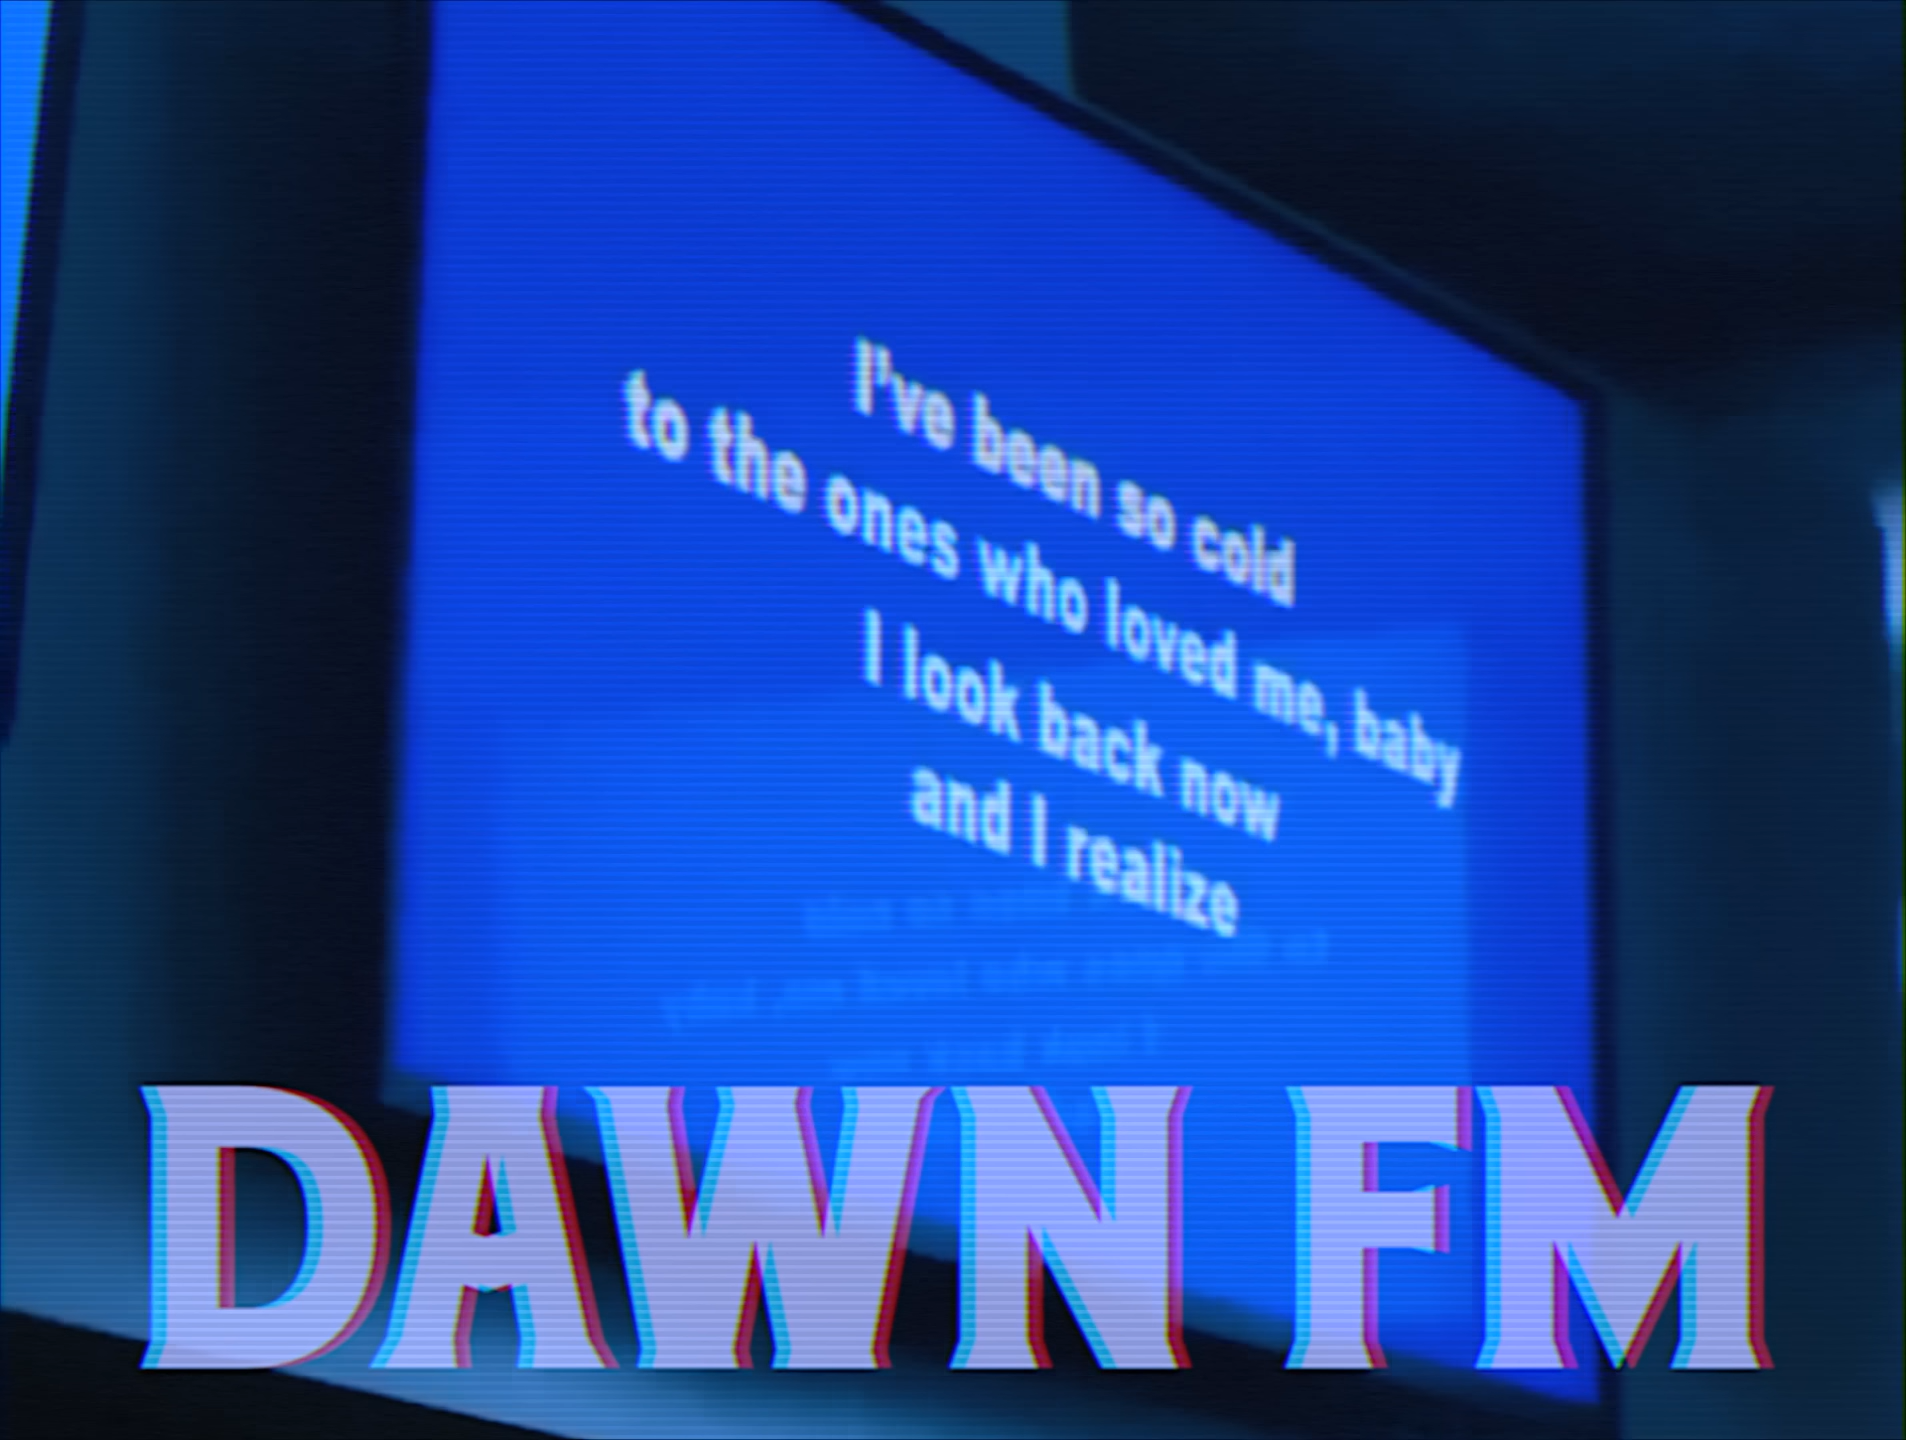 I've been so cold
to the ones who loved me, baby
I look back now
and I realize
DAWN FM